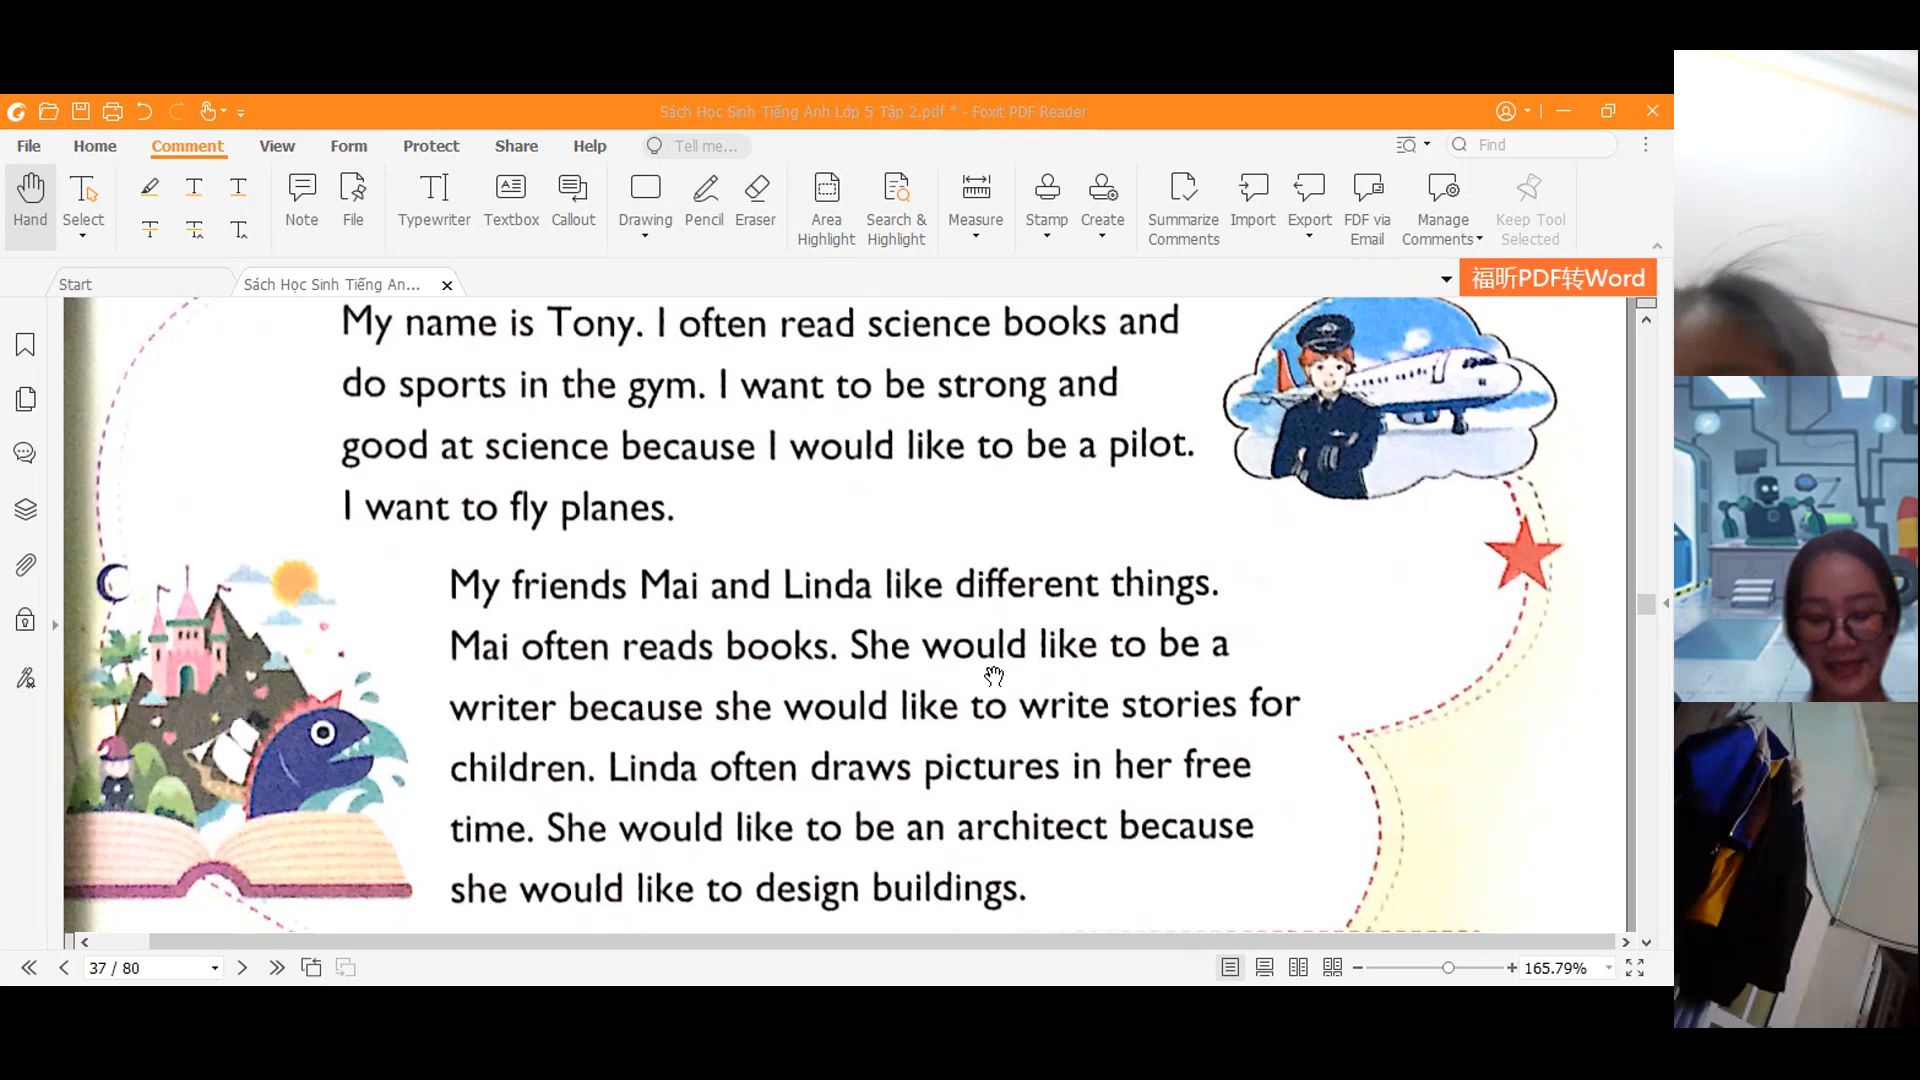 Sách Học Sinh Tiếng Anh Lớp 5 Tập 2.pdf * - Foxit PDF Reader
File Home Comment View Form Protect Share Help Tell me... Find
Hand Select Note File Typewriter Textbox Callout Drawing Pencil Eraser Area Highlight Search & Highlight Measure Stamp Create Summarize Comments Import Export FDF via Email Manage Comments Keep Tool Selected
Start Sách Học Sinh Tiếng An... 福昕PDF转Word
My name is Tony. I often read science books and
do sports in the gym. I want to be strong and
good at science because I would like to be a pilot.
I want to fly planes.
My friends Mai and Linda like different things.
Mai often reads books. She would like to be a
writer because she would like to write stories for
children. Linda often draws pictures in her free
time. She would like to be an architect because
she would like to design buildings.
37 / 80 165.79%